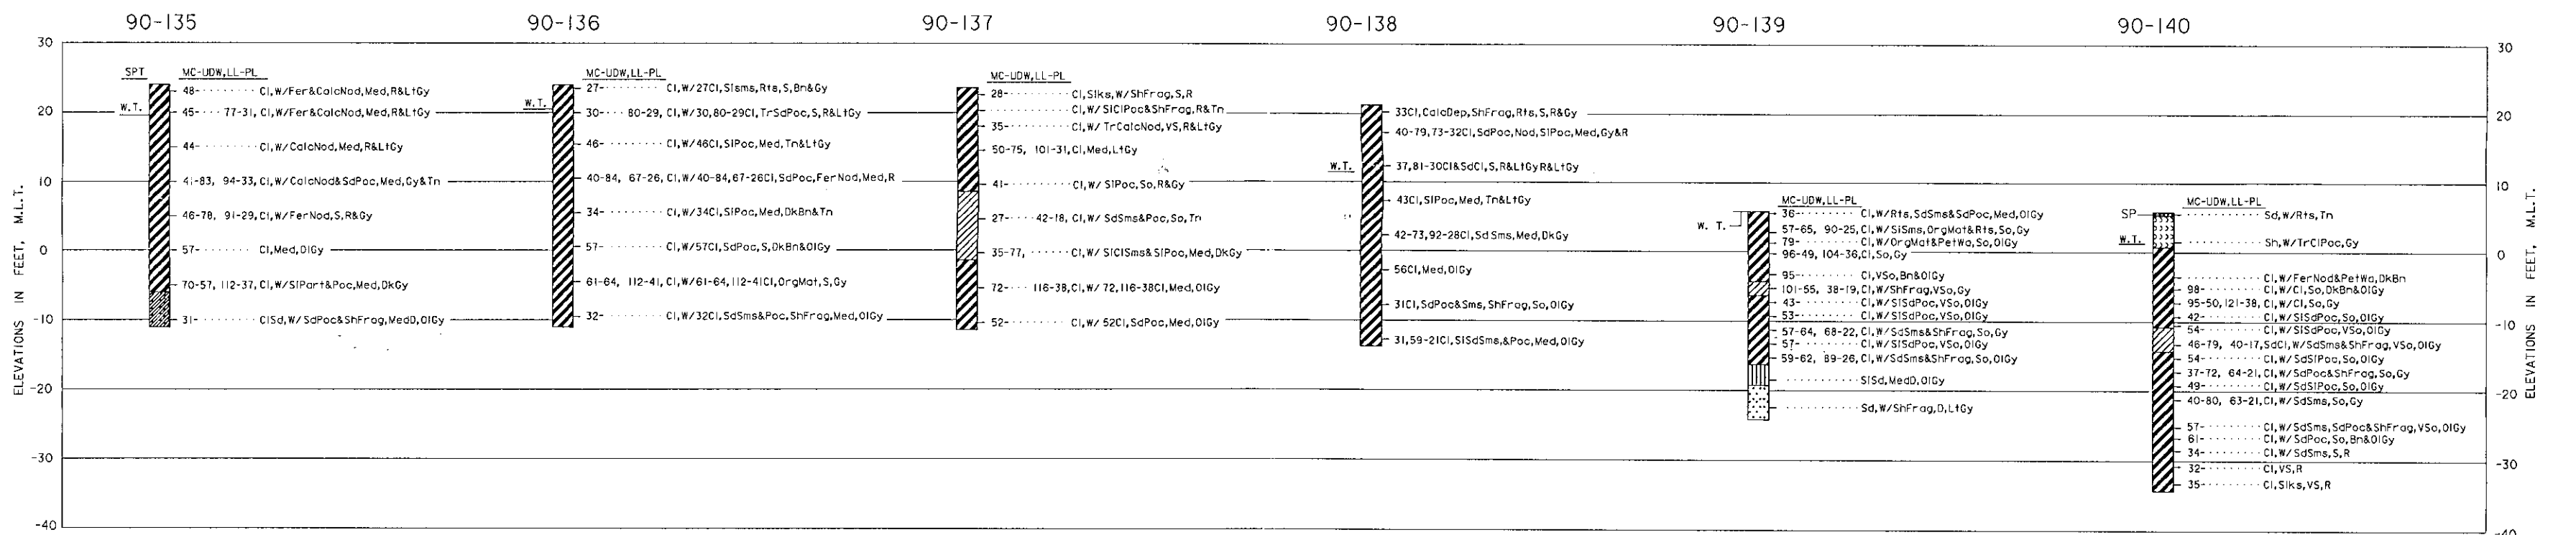 90-135 90-136 90-137 90-138 90-139 90-140
30
20
10
0
-10
-20
-30
-40
ELEVATIONS IN FEET, M.L.T.
SPT MC-UDW,LL-PL
W.T.
48-········ Cl,W/Fer&CalcNod,Med,R&LtGy
45-···· 77-31, Cl,W/Fer&CalcNod,Med,R&LtGy
44-········ Cl,W/CalcNod,Med,R&LtGy
41-83, 94-33, Cl,W/CalcNod&SdPoc,Med,Gy&Tn
46-78, 91-29, Cl,W/FerNod,S,R&Gy
57-········ Cl,Med,OlGy
70-57, 112-37, Cl,W/SlPart&Poc,Med,DkGy
31-········ ClSd,W/SdPoc&ShFrag,MedD,OlGy
MC-UDW,LL-PL
W.T.
27-········ Cl,W/27Cl,Slsms,Rts,S,Bn&Gy
30-··· 80-29, Cl,W/30,80-29Cl,TrSdPoc,S,R&LtGy
46-········ Cl,W/46Cl,SlPoc,Med,Tn&LtGy
40-84, 67-26, Cl,W/40-84,67-26Cl,SdPoc,FerNod,Med,R
34-········ Cl,W/34Cl,SlPoc,Med,DkBn&Tn
57-········ Cl,W/57Cl,SdPoc,S,DkBn&OlGy
61-64, 112-41, Cl,W/61-64,112-41Cl,OrgMat,S,Gy
32-········ Cl,W/32Cl,SdSms&Poc,ShFrag,Med,OlGy
MC-UDW,LL-PL
28-········ Cl,Slks,W/ShFrag,S,R
········ Cl,W/SlClPoc&ShFrag,R&Tn
35-········ Cl,W/TrCalcNod,VS,R&LtGy
50-75, 101-31, Cl,Med,LtGy
41-········ Cl,W/SlPoc,So,R&Gy
27-···· 42-18, Cl,W/SdSms&Poc,So,Tn
35-77, ······ Cl,W/SlClSms&SlPoc,Med,DkGy
72-··· 116-38,Cl,W/72,116-38Cl,Med,OlGy
52-········ Cl,W/52Cl,SdPoc,Med,OlGy
W.T.
33Cl,CalcDep,ShFrag,Rts,S,R&Gy
40-79,73-32Cl,SdPoc,Nod,SlPoc,Med,Gy&R
37,81-30Cl&SdCl,S,R&LtGyR&LtGy
43Cl,SlPoc,Med,Tn&LtGy
42-73,92-28Cl,SdSms,Med,DkGy
56Cl,Med,OlGy
31Cl,SdPoc&Sms,ShFrag,So,OlGy
31,59-21Cl,SlSdSms,&Poc,Med,OlGy
MC-UDW,LL-PL
W. T.
36-········ Cl,W/Rts,SdSms&SdPoc,Med,OlGy
57-65, 90-25,Cl,W/SlSms,OrgMat&Rts,So,Gy
79-········ Cl,W/OrgMat&PetWo,So,OlGy
96-49, 104-36,Cl,So,Gy
95-········ Cl,VSo,Bn&OlGy
101-55, 38-19,Cl,W/ShFrag,VSo,Gy
43-········ Cl,W/SlSdPoc,VSo,OlGy
53-········ Cl,W/SlSdPoc,VSo,OlGy
57-64, 68-22,Cl,W/SdSms&ShFrag,So,Gy
57-········ Cl,W/SlSdPoc,VSo,OlGy
59-62, 89-26,Cl,W/SdSms&ShFrag,So,OlGy
········ SlSd,MedD,OlGy
········ Sd,W/ShFrag,D,LtGy
MC-UDW,LL-PL
SP
W.T.
········ Sd,W/Rts,Tn
········ Sh,W/TrClPoc,Gy
········ Cl,W/FerNod&PetWo,DkBn
98-········ Cl,W/Cl,So,DkBn&OlGy
95-50,121-38,Cl,W/Cl,So,Gy
42-········ Cl,W/SlSdPoc,So,OlGy
54-········ Cl,W/SlSdPoc,VSo,OlGy
46-79, 40-17,SdCl,W/SdSms&ShFrag,VSo,OlGy
54-········ Cl,W/SdSlPoc,So,OlGy
37-72, 64-21,Cl,W/SdPoc&ShFrag,So,Gy
49-········ Cl,W/SdSlPoc,So,OlGy
40-80, 63-21,Cl,W/SdSms,So,Gy
57-········ Cl,W/SdSms,SdPoc&ShFrag,VSo,OlGy
61-········ Cl,W/SdPoc,So,Bn&OlGy
34-········ Cl,W/SdSms,S,R
32-········ Cl,VS,R
35-········ Cl,Slks,VS,R
30
20
10
0
-10
-20
-30
-40
ELEVATIONS IN FEET, M.L.T.